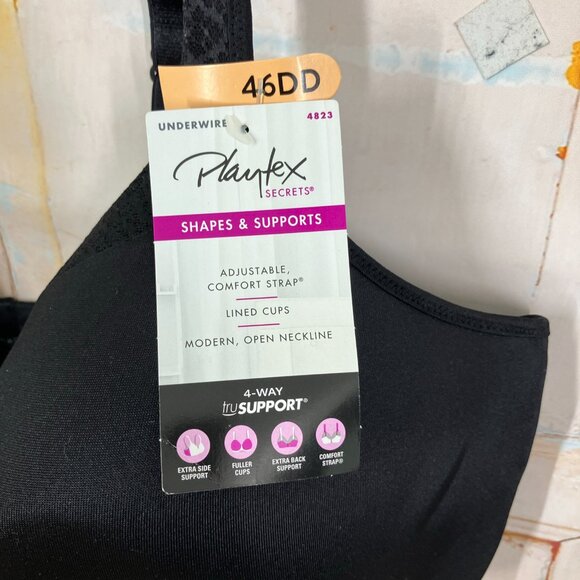 46DD
UNDERWIRE
4823
Playtex
SECRETS®
SHAPES & SUPPORTS
ADJUSTABLE,
COMFORT STRAP®
LINED CUPS
MODERN, OPEN NECKLINE
4-WAY
truSUPPORT®
EXTRA SIDE
SUPPORT
FULLER
CUPS
EXTRA BACK
SUPPORT
COMFORT
STRAP®